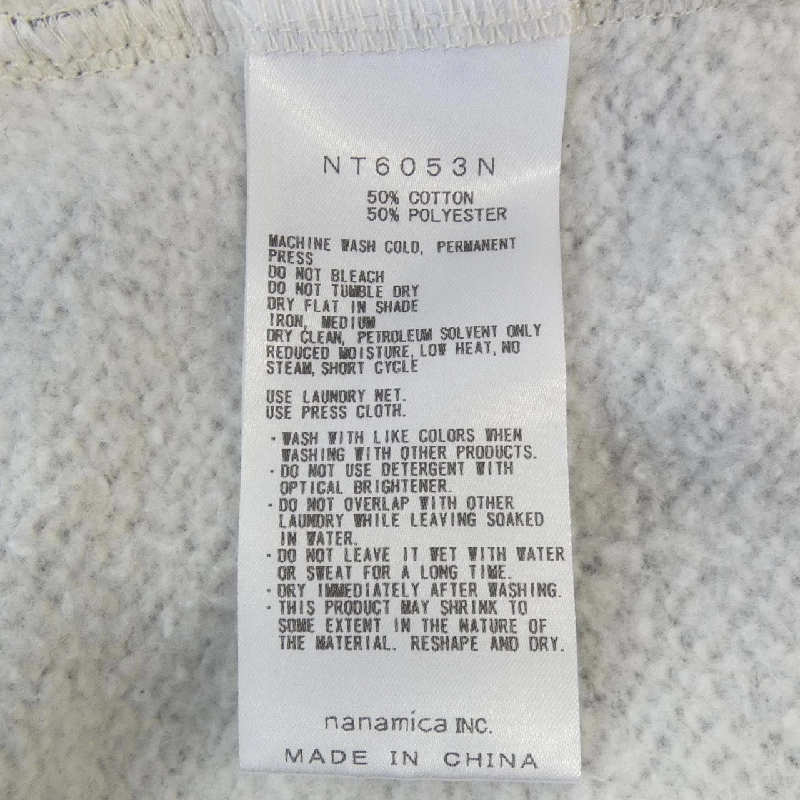 NT6053N
50% COTTON
50% POLYESTER
MACHINE WASH COLD, PERMANENT
PRESS
DO NOT BLEACH
DO NOT TUMBLE DRY
DRY FLAT IN SHADE
IRON, MEDIUM
DRY CLEAN, PETROLEUM SOLVENT ONLY
REDUCED MOISTURE, LOW HEAT, NO
STEAM, SHORT CYCLE
USE LAUNDRY NET.
USE PRESS CLOTH.
・WASH WITH LIKE COLORS WHEN
WASHING WITH OTHER PRODUCTS.
・DO NOT USE DETERGENT WITH
OPTICAL BRIGHTENER.
・DO NOT OVERLAP WITH OTHER
LAUNDRY WHILE LEAVING SOAKED
IN WATER.
・DO NOT LEAVE IT WET WITH WATER
OR SWEAT FOR A LONG TIME.
・DRY IMMEDIATELY AFTER WASHING.
・THIS PRODUCT MAY SHRINK TO
SOME EXTENT IN THE NATURE OF
THE MATERIAL. RESHAPE AND DRY.
nanamica INC.
MADE IN CHINA